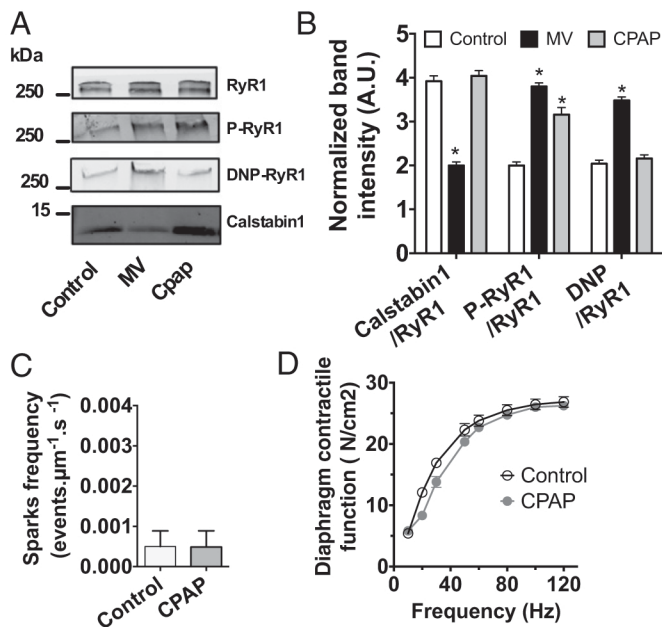 A
kDa
250
RyR1
250
P-RyR1
250
DNP-RyR1
15
Calstabin1
Control
MV
Cpap
B
Control MV CPAP
Normalized band
intensity (A.U.)
5
4
3
2
1
0
*
*
*
*
Calstabin1
/RyR1
P-RyR1
/RyR1
DNP
/RyR1
C
Sparks frequency
(events.µm⁻¹.s⁻¹)
0.004
0.003
0.002
0.001
0.000
Control
CPAP
D
Diaphragm contractile
function ( N/cm2)
30
20
10
0
Control
CPAP
0 40 80 120
Frequency (Hz)